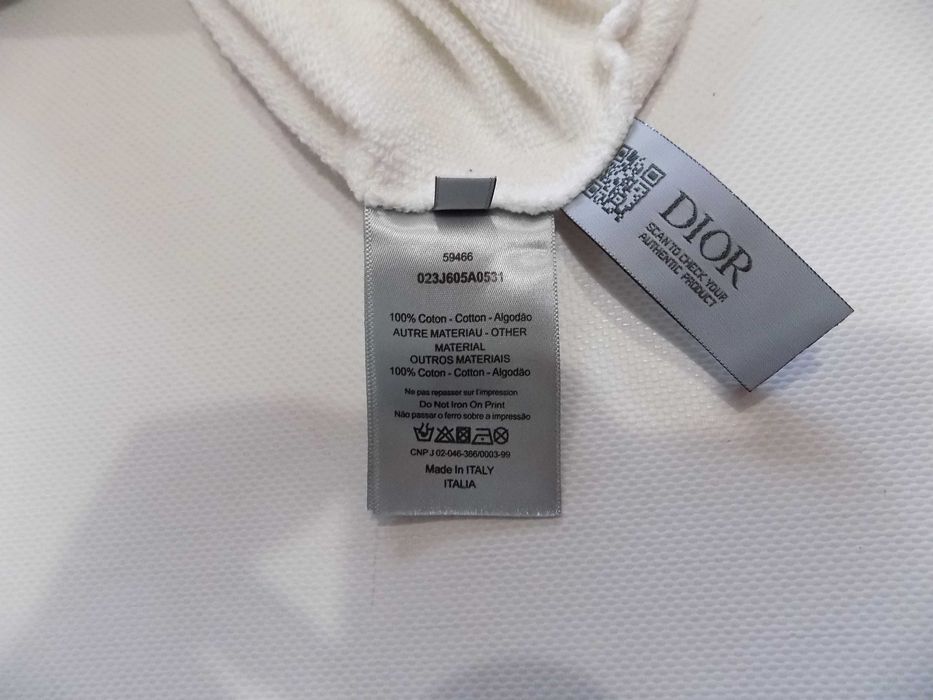 59466
023J605A0531
100% Coton - Cotton - Algodão
AUTRE MATERIAU - OTHER
MATERIAL
OUTROS MATERIAIS
100% Coton - Cotton - Algodão
Ne pas repasser sur l'impression
Do Not Iron On Print
Não passar o ferro sobre a impressão
CNPJ 02-046-366/0003-99
Made In ITALY
ITALIA
DIOR
SCAN TO CHECK YOUR
AUTHENTIC PRODUCT